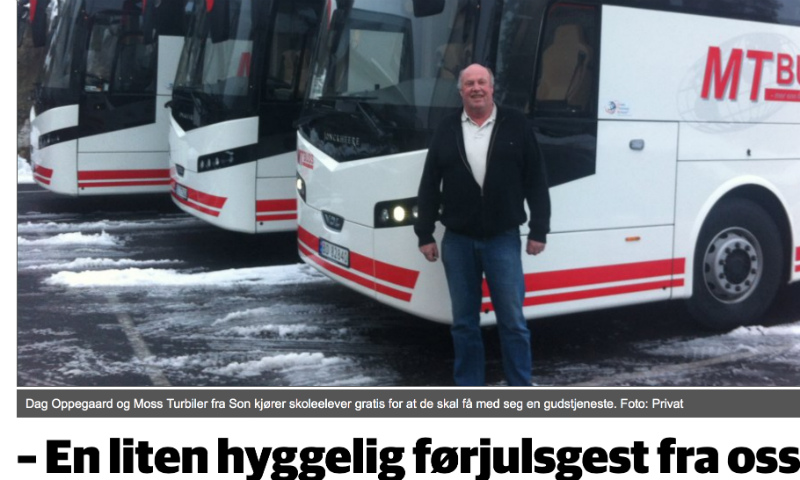 MT BUSS
Dag Oppegaard og Moss Turbiler fra Son kjører skoleelever gratis for at de skal få med seg en gudstjeneste. Foto: Privat
– En liten hyggelig førjulsgest fra oss